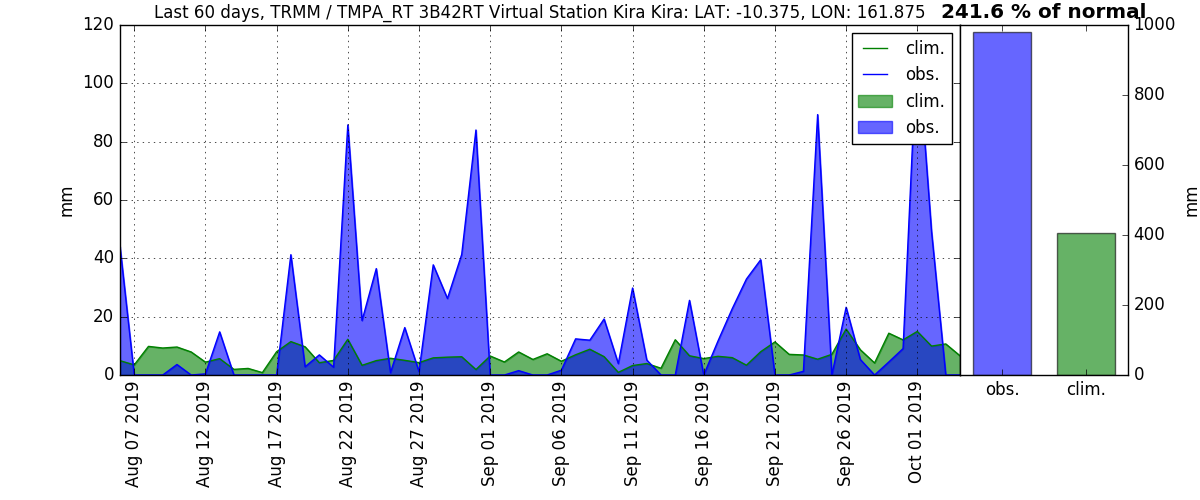 Last 60 days, TRMM / TMPA_RT 3B42RT Virtual Station Kira Kira: LAT: -10.375, LON: 161.875
241.6 % of normal
120
100
80
60
40
20
0
mm
clim.
obs.
clim.
obs.
1000
800
600
400
200
0
mm
Aug 07 2019
Aug 12 2019
Aug 17 2019
Aug 22 2019
Aug 27 2019
Sep 01 2019
Sep 06 2019
Sep 11 2019
Sep 16 2019
Sep 21 2019
Sep 26 2019
Oct 01 2019
obs.
clim.